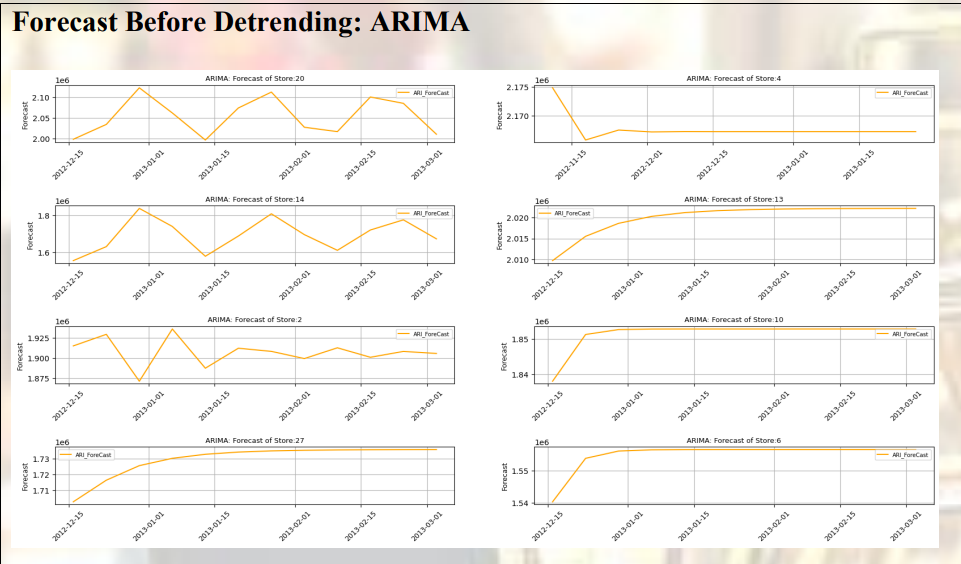 Forecast Before Detrending: ARIMA
ARIMA: Forecast of Store:20
1e6
Forecast
2.10
2.05
2.00
ARI_ForeCast
2012-12-15
2013-01-01
2013-01-15
2013-02-01
2013-02-15
2013-03-01
ARIMA: Forecast of Store:4
1e6
Forecast
2.175
2.170
ARI_ForeCast
2012-11-15
2012-12-01
2012-12-15
2013-01-01
2013-01-15
ARIMA: Forecast of Store:14
1e6
Forecast
1.8
1.6
ARI_ForeCast
2012-12-15
2013-01-01
2013-01-15
2013-02-01
2013-02-15
2013-03-01
ARIMA: Forecast of Store:13
1e6
Forecast
2.020
2.015
2.010
ARI_ForeCast
2012-12-15
2013-01-01
2013-01-15
2013-02-01
2013-02-15
2013-03-01
ARIMA: Forecast of Store:2
1e6
Forecast
1.925
1.900
1.875
ARI_ForeCast
2012-12-15
2013-01-01
2013-01-15
2013-02-01
2013-02-15
2013-03-01
ARIMA: Forecast of Store:10
1e6
Forecast
1.85
1.84
ARI_ForeCast
2012-12-15
2013-01-01
2013-01-15
2013-02-01
2013-02-15
2013-03-01
ARIMA: Forecast of Store:27
1e6
Forecast
1.73
1.72
1.71
ARI_ForeCast
2012-12-15
2013-01-01
2013-01-15
2013-02-01
2013-02-15
2013-03-01
ARIMA: Forecast of Store:6
1e6
Forecast
1.55
1.54
ARI_ForeCast
2012-12-15
2013-01-01
2013-01-15
2013-02-01
2013-02-15
2013-03-01